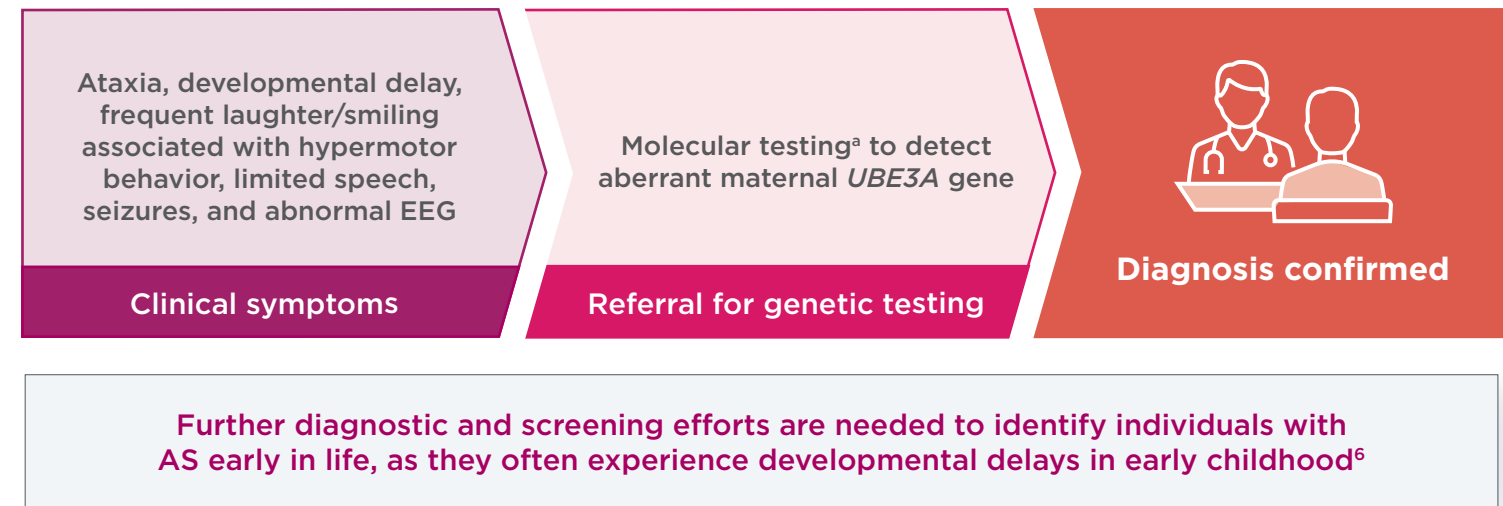 Ataxia, developmental delay,
frequent laughter/smiling
associated with hypermotor
behavior, limited speech,
seizures, and abnormal EEG
Clinical symptoms
Molecular testingᵃ to detect
aberrant maternal UBE3A gene
Referral for genetic testing
Diagnosis confirmed
Further diagnostic and screening efforts are needed to identify individuals with
AS early in life, as they often experience developmental delays in early childhood⁶